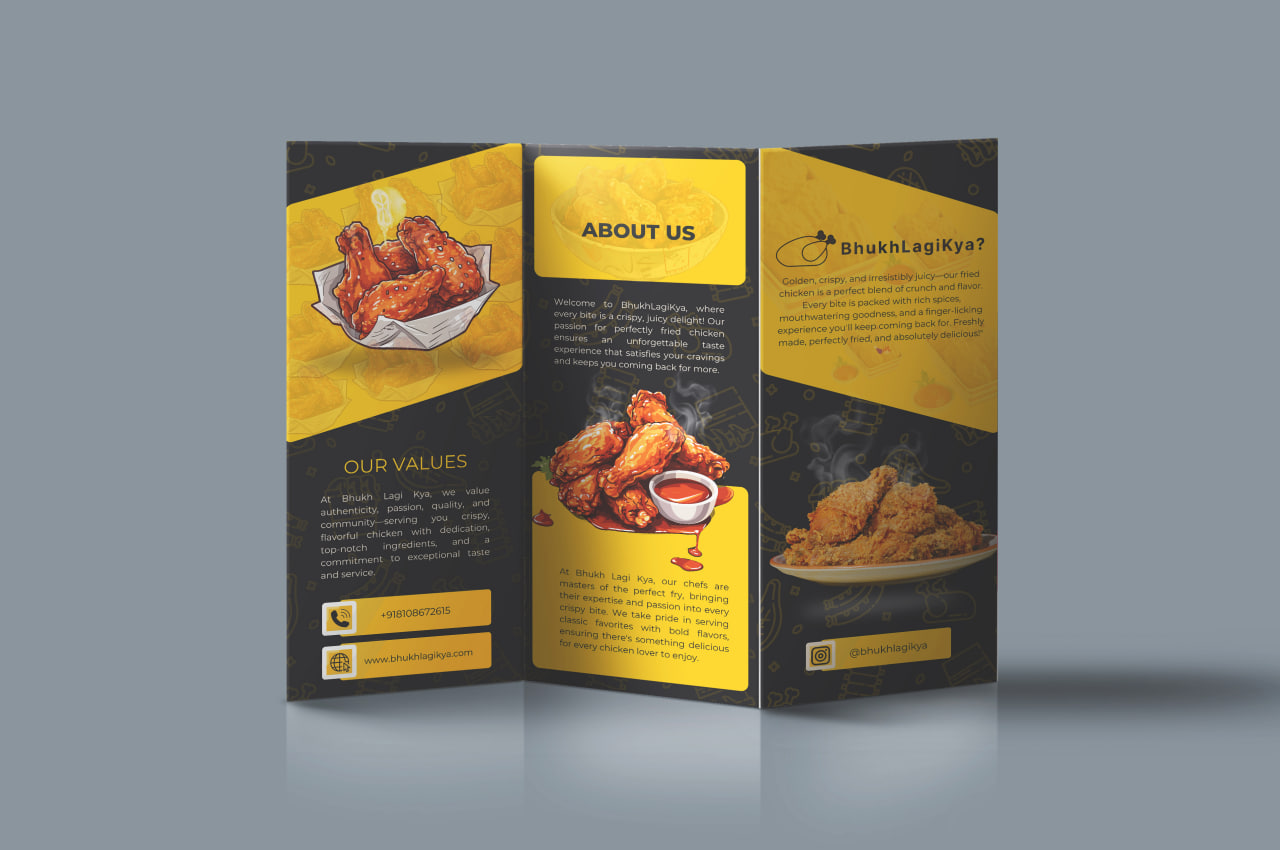 OUR VALUES
At Bhukh Lagi Kya, we value
authenticity, passion, quality, and
community—serving you crispy,
flavorful chicken with dedication,
top-notch ingredients, and a
commitment to exceptional taste
and service.
+918108672615
www.bhukhlagikya.com
ABOUT US
Welcome to BhukhLagiKya, where
every bite is a crispy, juicy delight! Our
passion for perfectly fried chicken
ensures an unforgettable taste
experience that satisfies your cravings
and keeps you coming back for more.
At Bhukh Lagi Kya, our chefs are
masters of the perfect fry, bringing
their expertise and passion into every
crispy bite. We take pride in serving
classic favorites with bold flavors,
ensuring there's something delicious
for every chicken lover to enjoy.
BhukhLagiKya?
Golden, crispy, and irresistibly juicy—our fried
chicken is a perfect blend of crunch and flavor.
Every bite is packed with rich spices,
mouthwatering goodness, and a finger-licking
experience you'll keep coming back for. Freshly
made, perfectly fried, and absolutely delicious!"
@bhukhlagikya